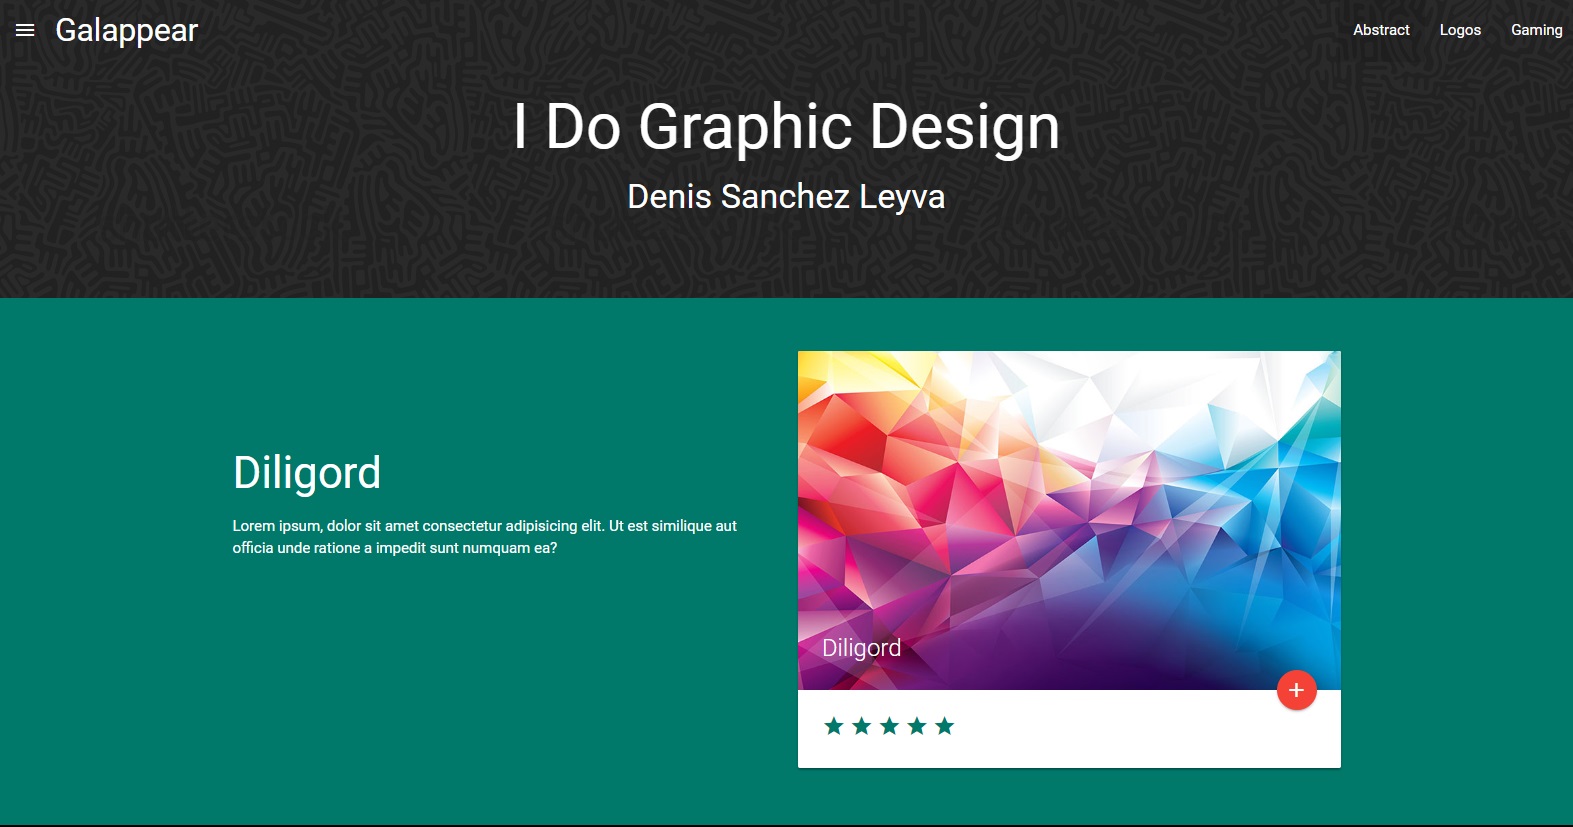 Galappear
Abstract Logos Gaming
I Do Graphic Design
Denis Sanchez Leyva
Diligord
Lorem ipsum, dolor sit amet consectetur adipisicing elit. Ut est similique aut
officia unde ratione a impedit sunt numquam ea?
Diligord